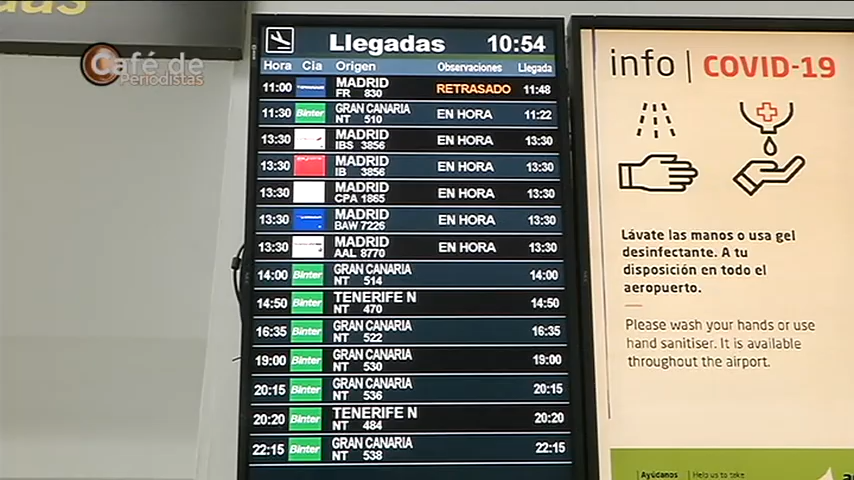 Café de
Periodistas
Llegadas 10:54
Hora Cia Origen Observaciones Llegada
11:00 MADRID RETRASADO 11:48
FR 830
11:30 Binter GRAN CANARIA EN HORA 11:22
NT 510
13:30 MADRID EN HORA 13:30
IBS 3856
13:30 MADRID EN HORA 13:30
IB 3856
13:30 MADRID EN HORA 13:30
CPA 1865
13:30 MADRID EN HORA 13:30
BAW 7226
13:30 MADRID EN HORA 13:30
AAL 8770
14:00 Binter GRAN CANARIA 14:00
NT 514
14:50 Binter TENERIFE N 14:50
NT 470
16:35 Binter GRAN CANARIA 16:35
NT 522
19:00 Binter GRAN CANARIA 19:00
NT 530
20:15 Binter GRAN CANARIA 20:15
NT 536
20:20 Binter TENERIFE N 20:20
NT 484
22:15 Binter GRAN CANARIA 22:15
NT 538
info | COVID-19
Lávate las manos o usa gel
desinfectante. A tu
disposición en todo el
aeropuerto.
Please wash your hands or use
hand sanitiser. It is available
throughout the airport.
Ayúdanos Help us to take